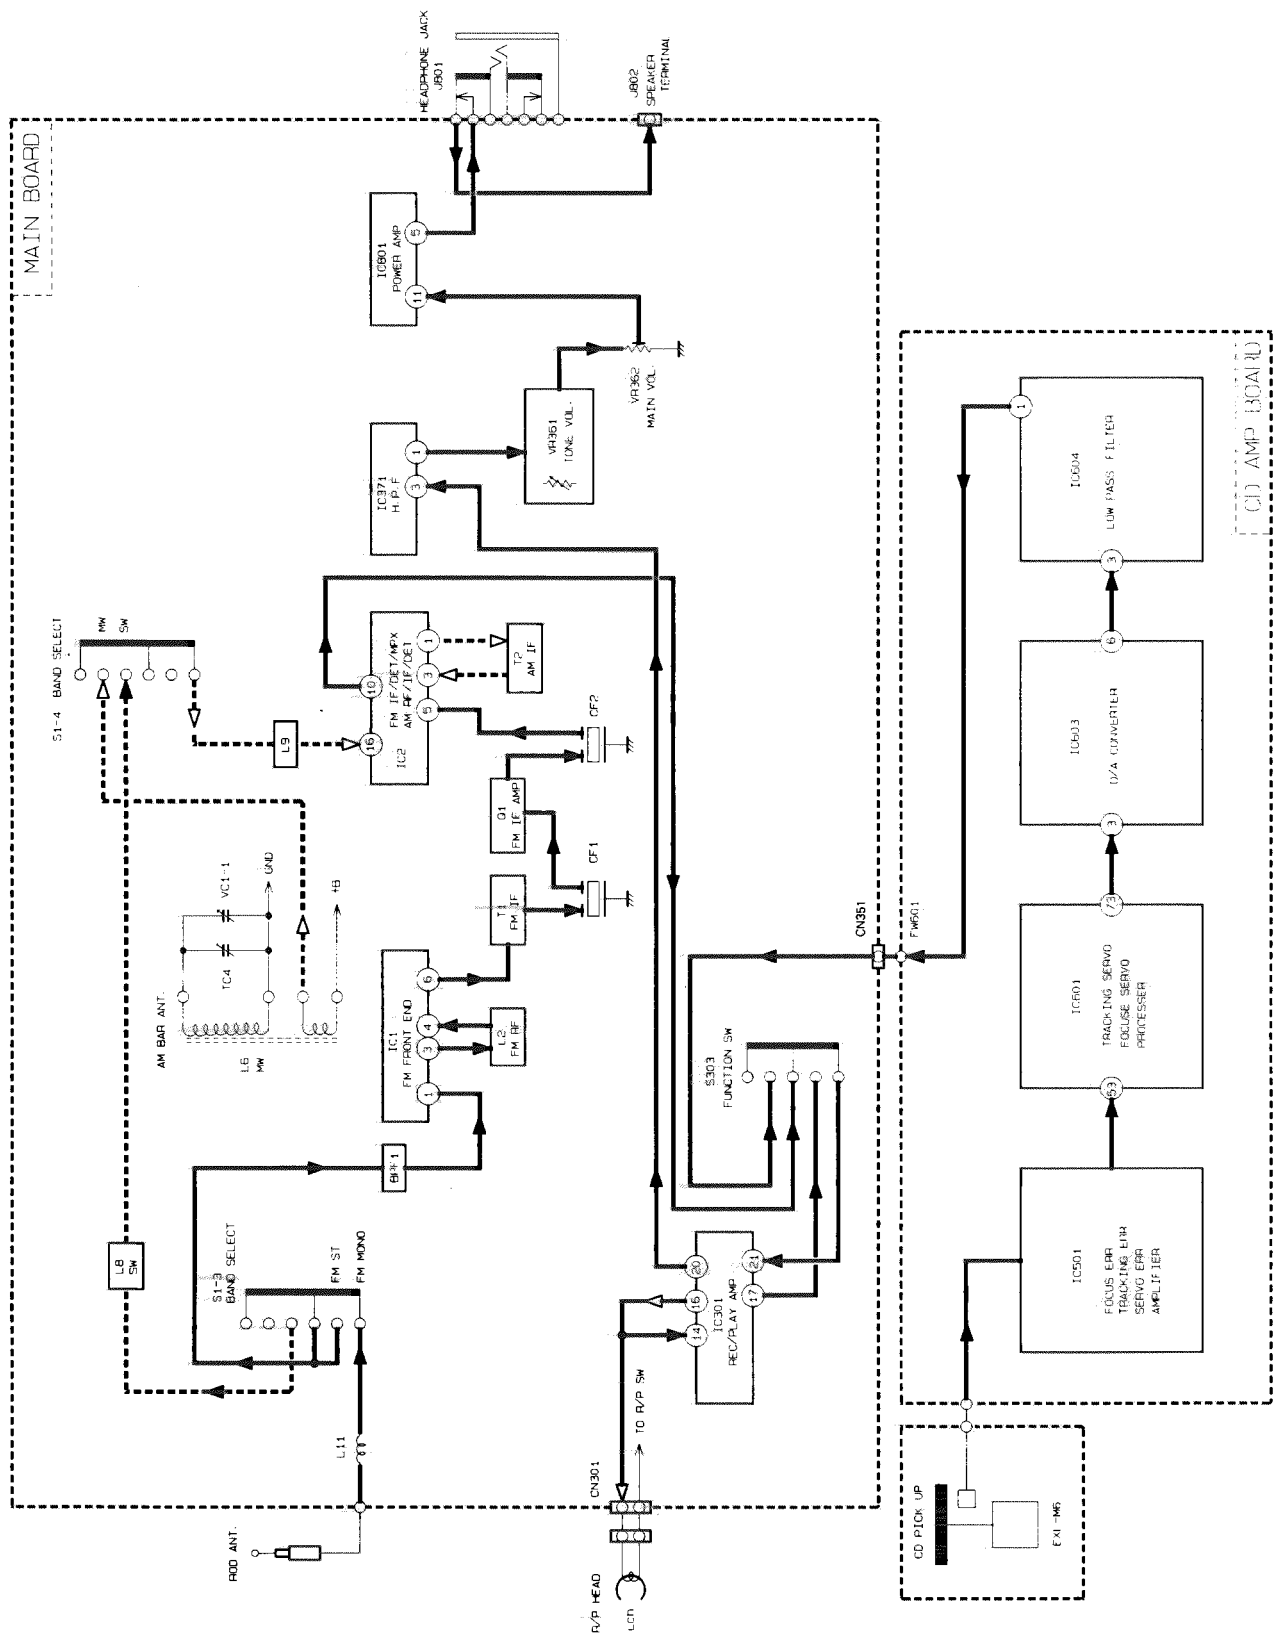 MAIN BOARD
HEADPHONE JACK
J801
J802
SPEAKER
TERMINAL
IC801
POWER AMP
5
11
VR362
MAIN VOL.
VR361
TONE VOL.
IC371
H.P.F
1
3
S1-4 BAND SELECT
MW
SW
L9
IC2
FM IF/DET/MPX
AM RF/IF/DET
10
16
1
3
5
T2
AM IF
CF2
Q1
FM IF AMP
CF1
T1
FM IF
AM BAR ANT.
L6
MW
TC4
VC1-1
GND
+B
IC1
FM FRONT END
1
3
4
6
L2
FM RF
BPF1
L8
SW
S1-3
BAND SELECT
FM ST
FM MONO
L11
ROD ANT.
S303
FUNCTION SW
IC301
REC/PLAY AMP
20
16
14
21
17
TO R/P SW
CN301
R/P HEAD
CN351
FW601
CD AMP BOARD
IC604
LOW PASS FILTER
1
3
IC603
D/A CONVERTER
6
3
IC601
TRACKING SERVO
FOCUSE SERVO
PROCESSER
73
59
IC501
FOCUS ERR
TRACKING ERR
SERVO ERR
AMPLIFIER
CD PICK UP